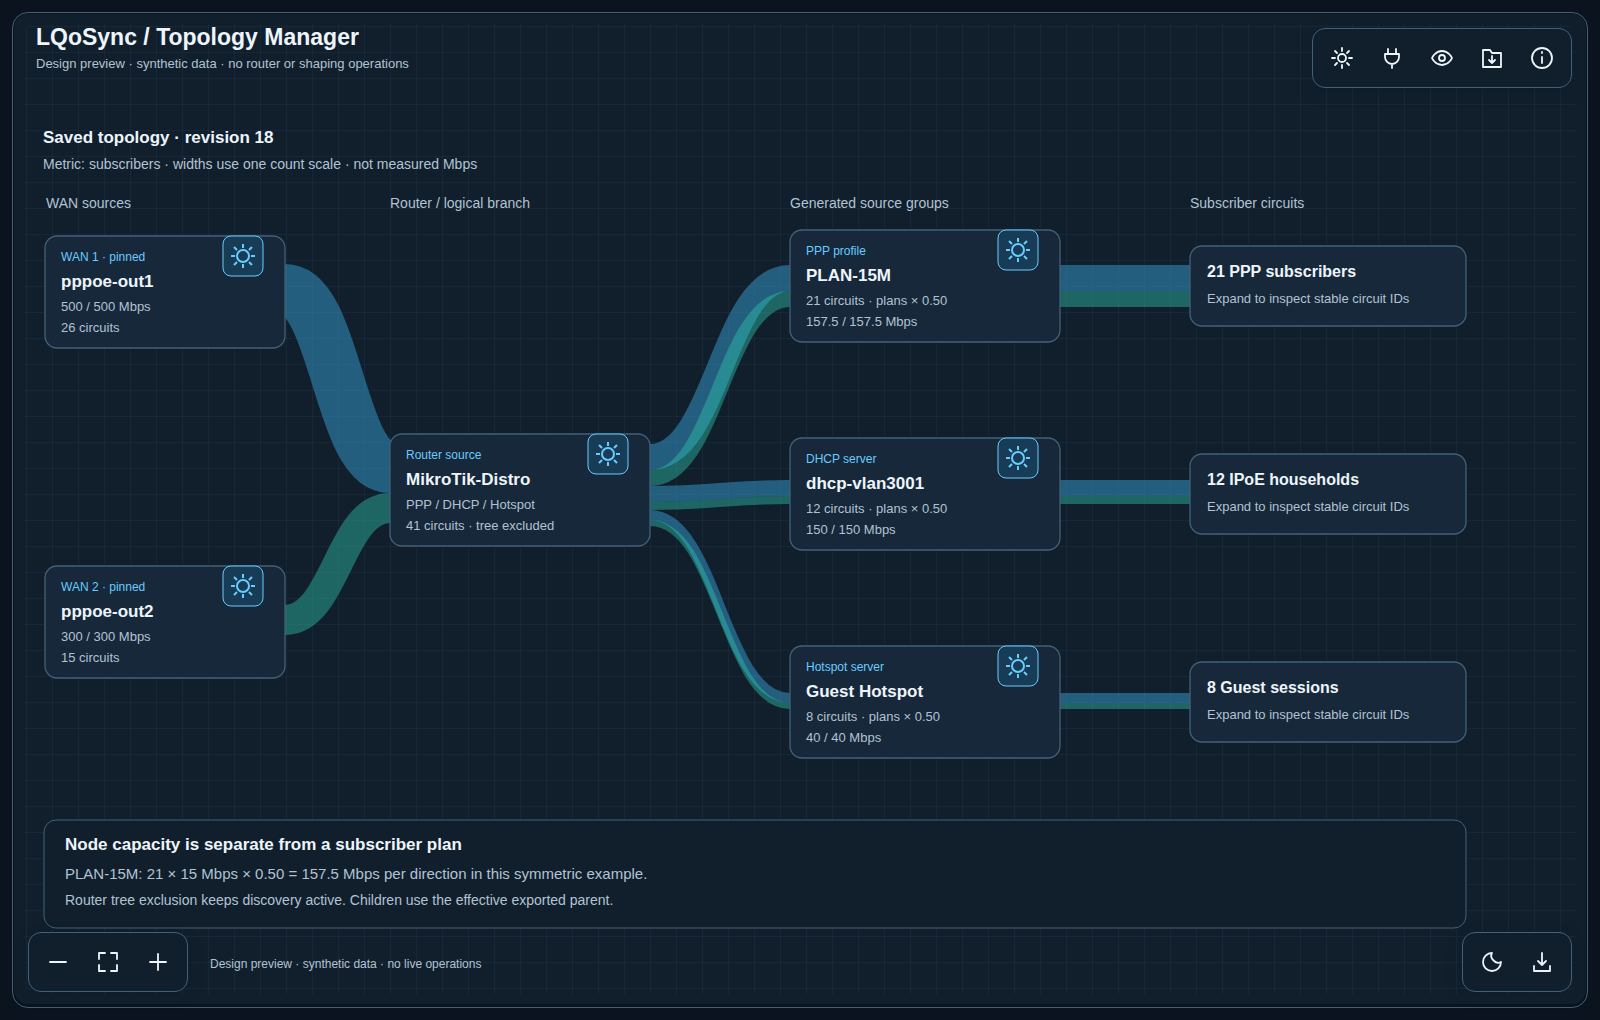 LQoSync / Topology Manager
Design preview · synthetic data · no router or shaping operations
Saved topology · revision 18
Metric: subscribers · widths use one count scale · not measured Mbps
WAN sources
Router / logical branch
Generated source groups
Subscriber circuits
WAN 1 · pinned
pppoe-out1
500 / 500 Mbps
26 circuits
WAN 2 · pinned
pppoe-out2
300 / 300 Mbps
15 circuits
Router source
MikroTik-Distro
PPP / DHCP / Hotspot
41 circuits · tree excluded
PPP profile
PLAN-15M
21 circuits · plans × 0.50
157.5 / 157.5 Mbps
DHCP server
dhcp-vlan3001
12 circuits · plans × 0.50
150 / 150 Mbps
Hotspot server
Guest Hotspot
8 circuits · plans × 0.50
40 / 40 Mbps
21 PPP subscribers
Expand to inspect stable circuit IDs
12 IPoE households
Expand to inspect stable circuit IDs
8 Guest sessions
Expand to inspect stable circuit IDs
Node capacity is separate from a subscriber plan
PLAN-15M: 21 × 15 Mbps × 0.50 = 157.5 Mbps per direction in this symmetric example.
Router tree exclusion keeps discovery active. Children use the effective exported parent.
Design preview · synthetic data · no live operations